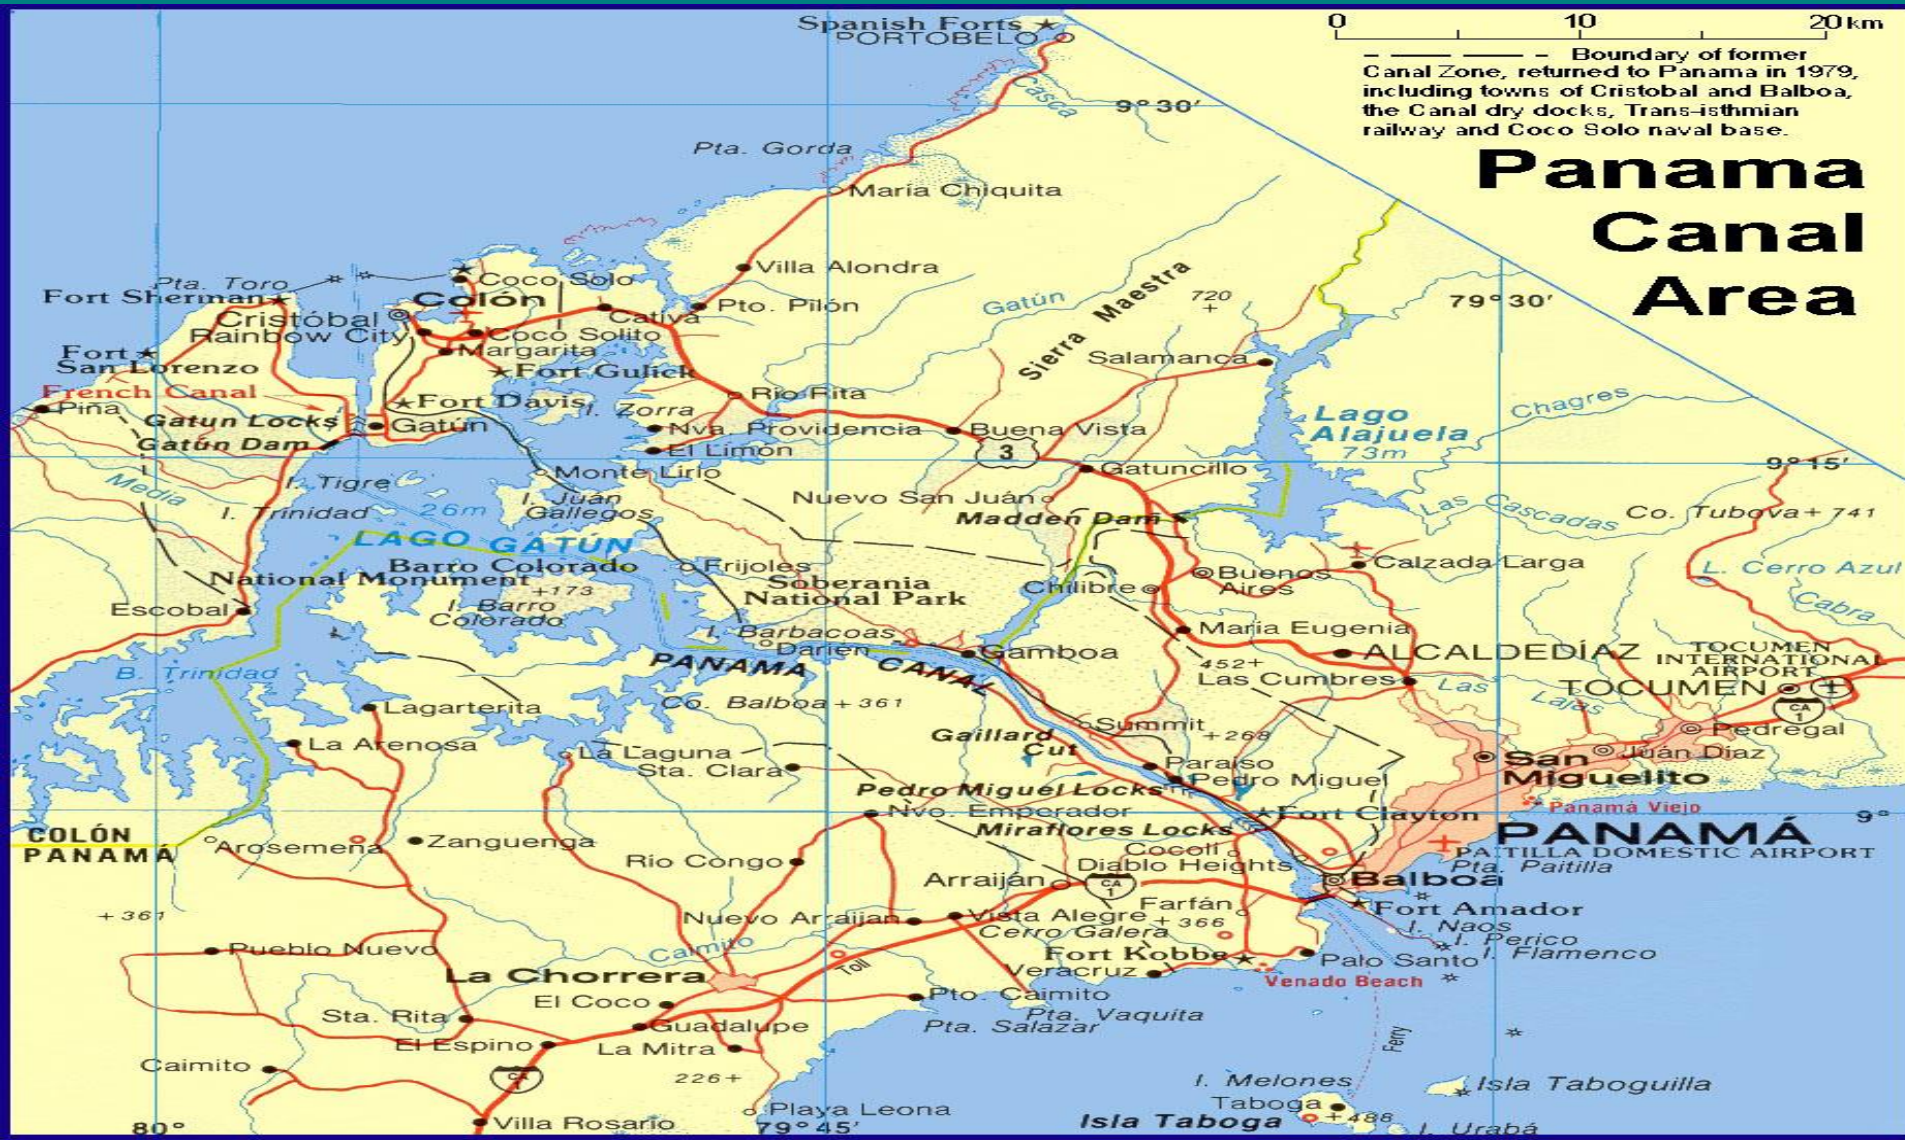 Spanish Forts
PORTOBELO
0 10 20 km
Boundary of former
Canal Zone, returned to Panama in 1979,
including towns of Cristobal and Balboa,
the Canal dry docks, Trans-isthmian
railway and Coco Solo naval base.
Panama
Canal
Area
Casca
9°30'
Pta. Gorda
María Chiquita
Villa Alondra
Pta. Toro
Fort Sherman
Coco Solo
Colón
Cristóbal
Rainbow City
Cativa
Pto. Pilón
Gatún
Sierra Maestra
720
+
79°30'
Coco Solito
Margarita
Fort
San Lorenzo
Fort Gulick
Salamanca
French Canal
Piña
Fort Davis
I. Zorra
Río Rita
Gatun Locks
Gatún
Nva. Providencia
Buena Vista
Lago
Alajuela
73m
Chagres
Gatún Dam
El Limón
3
Gatuncillo
9°15'
Media
I. Tigre
Monte Lirio
I. Trinidad
26m
I. Juán
Gallegos
Nuevo San Juán
Madden Dam
Las Cascadas
Co. Tubova + 741
LAGO GATÚN
Barro Colorado
National Monument
+173
I. Barro
Colorado
Frijoles
Soberania
National Park
Chilibre
Buenos
Aires
Calzada Larga
L. Cerro Azul
Cabra
Escobal
I. Barbacoas
Darién
Gamboa
María Eugenia
ALCALDEDÍAZ
TOCUMEN
INTERNATIONAL
AIRPORT
B. Trinidad
PANAMA CANAL
452+
Las Cumbres
Las Lajas
TOCUMEN
CA
1
Lagarterita
Co. Balboa + 361
Summit
+268
Pedregal
La Arenosa
La Laguna
Sta. Clara
Gaillard
Cut
Paraíso
Pedro Miguel
San
Miguelito
Juán Díaz
Pedro Miguel Locks
Nvo. Emperador
Fort Clayton
Panamá Viejo
9°
COLÓN
PANAMÁ
Arosemena
Zanguenga
Río Congo
Miraflores Locks
Cocolí
Diablo Heights
PANAMÁ
PAITILLA DOMESTIC AIRPORT
Pta. Paitilla
Arraiján
CA
1
Balboa
+361
Nuevo Arraiján
Vista Alegre
Farfán
+ 366
Cerro Galera
Fort Amador
I. Naos
I. Perico
I. Flamenco
Pueblo Nuevo
Caimito
La Chorrera
Toll
Fort Kobbe
Veracruz
Palo Santo
Venado Beach
El Coco
Pto. Caimito
Pta. Vaquita
Pta. Salazar
Sta. Rita
Guadalupe
El Espino
La Mitra
Ferry
Caimito
CA
1
226+
I. Melones
Taboga
Isla Taboga
+488
Isla Taboguilla
I. Urabá
80°
Villa Rosario
Playa Leona
79°45'